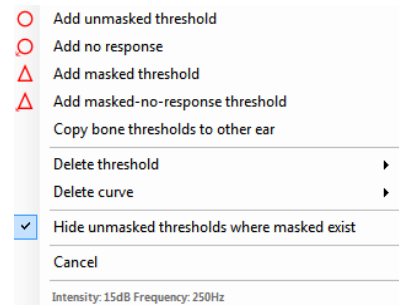 Add unmasked threshold
Add no response
Add masked threshold
Add masked-no-response threshold
Copy bone thresholds to other ear
Delete threshold
Delete curve
Hide unmasked thresholds where masked exist
Cancel
Intensity: 15dB Frequency: 250Hz